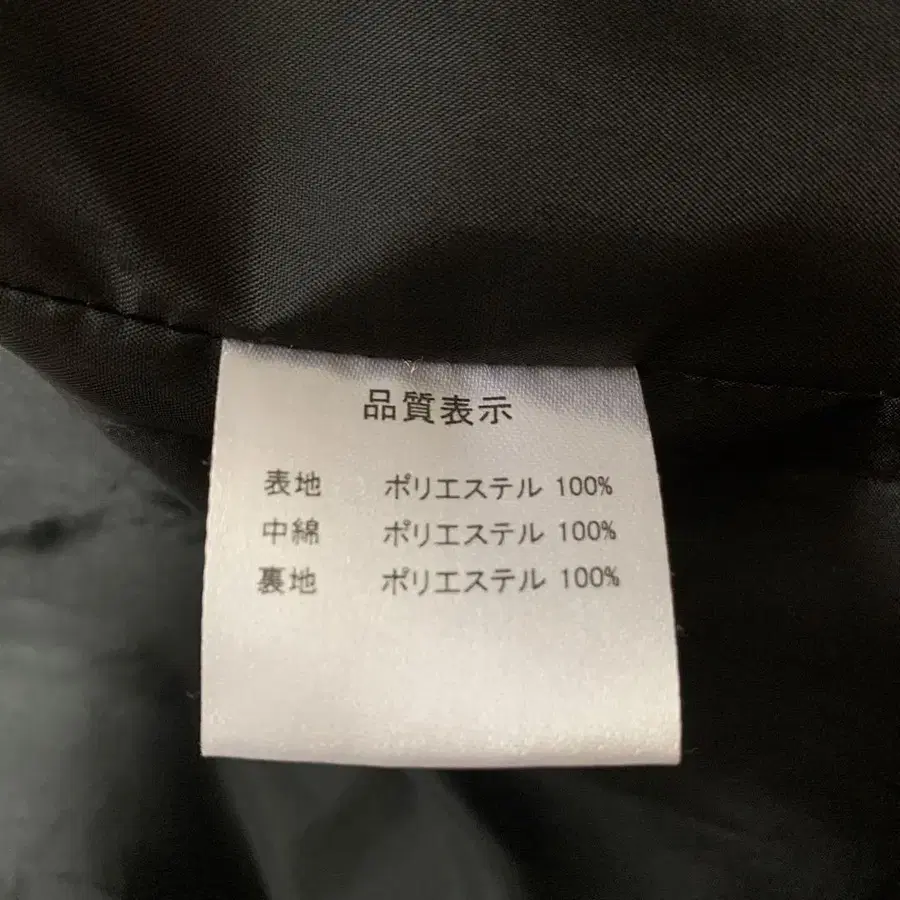 品質表示
表地 ポリエステル 100%
中綿 ポリエステル 100%
裏地 ポリエステル 100%